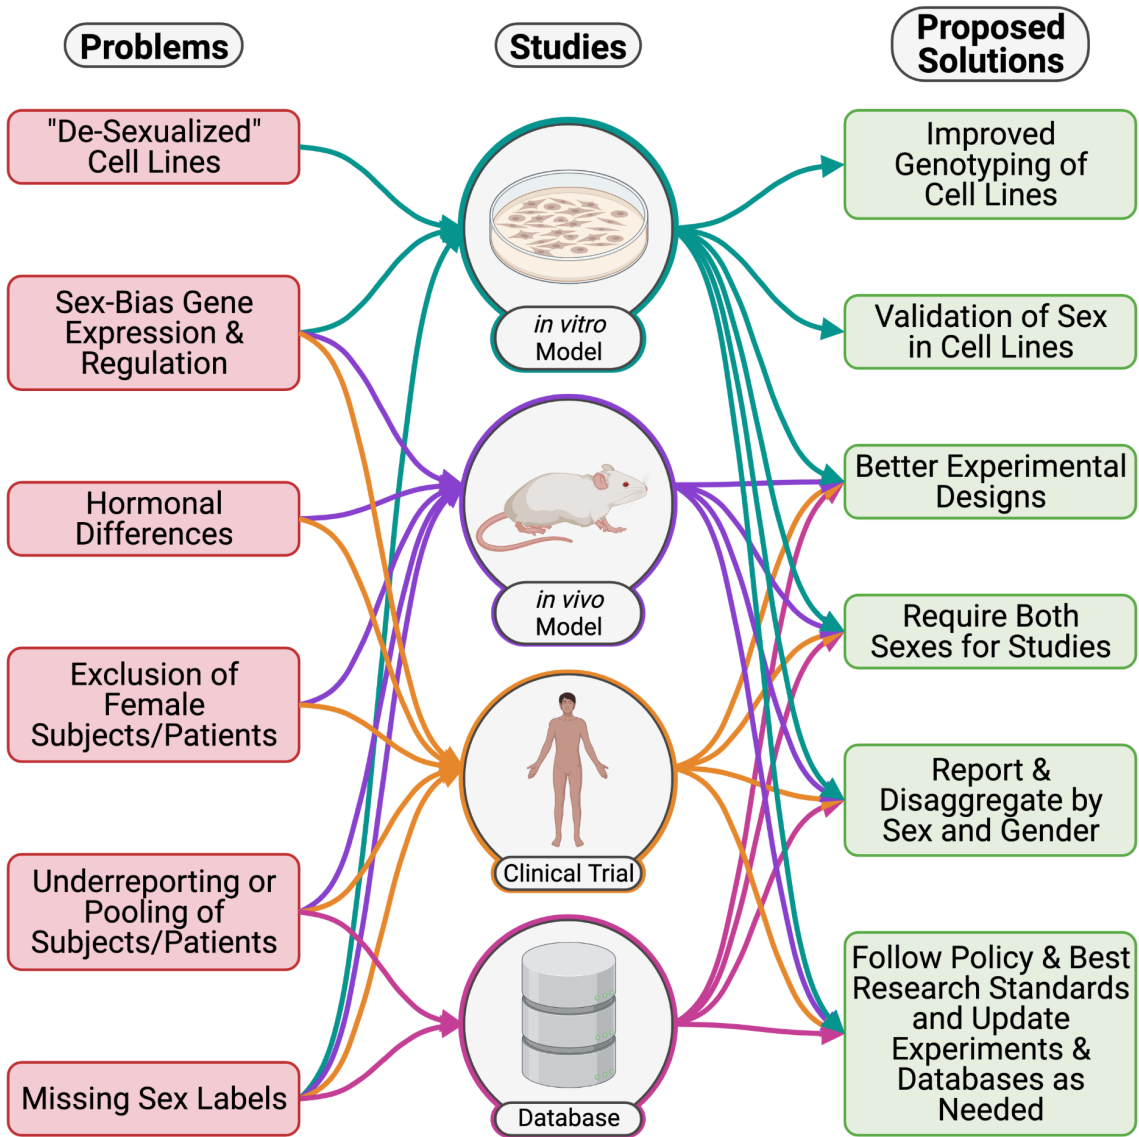 Problems
"De-Sexualized"
Cell Lines
Sex-Bias Gene
Expression &
Regulation
Hormonal
Differences
Exclusion of
Female
Subjects/Patients
Underreporting or
Pooling of
Subjects/Patients
Missing Sex Labels
Studies
in vitro
Model
in vivo
Model
Clinical Trial
Database
Proposed
Solutions
Improved
Genotyping of
Cell Lines
Validation of Sex
in Cell Lines
Better Experimental
Designs
Require Both
Sexes for Studies
Report &
Disaggregate by
Sex and Gender
Follow Policy & Best
Research Standards
and Update
Experiments &
Databases as
Needed